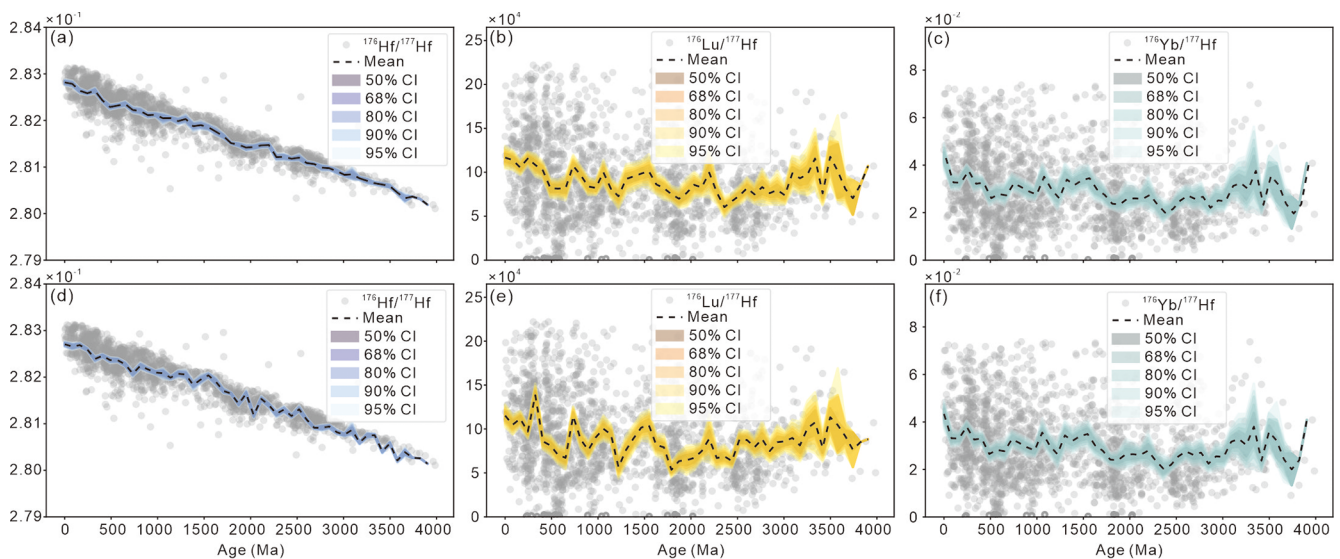 ×10⁻¹
2.84
2.83
2.82
2.81
2.80
2.79
(a)
¹⁷⁶Hf/¹⁷⁷Hf
Mean
50% CI
68% CI
80% CI
90% CI
95% CI
×10⁴
25
20
15
10
5
0
(b)
¹⁷⁶Lu/¹⁷⁷Hf
Mean
50% CI
68% CI
80% CI
90% CI
95% CI
×10⁻²
8
6
4
2
0
(c)
¹⁷⁶Yb/¹⁷⁷Hf
Mean
50% CI
68% CI
80% CI
90% CI
95% CI
×10⁻¹
2.84
2.83
2.82
2.81
2.80
2.79
(d)
¹⁷⁶Hf/¹⁷⁷Hf
Mean
50% CI
68% CI
80% CI
90% CI
95% CI
0 500 1000 1500 2000 2500 3000 3500 4000
Age (Ma)
×10⁴
25
20
15
10
5
0
(e)
¹⁷⁶Lu/¹⁷⁷Hf
Mean
50% CI
68% CI
80% CI
90% CI
95% CI
0 500 1000 1500 2000 2500 3000 3500 4000
Age (Ma)
×10⁻²
8
6
4
2
0
(f)
¹⁷⁶Yb/¹⁷⁷Hf
Mean
50% CI
68% CI
80% CI
90% CI
95% CI
0 500 1000 1500 2000 2500 3000 3500 4000
Age (Ma)